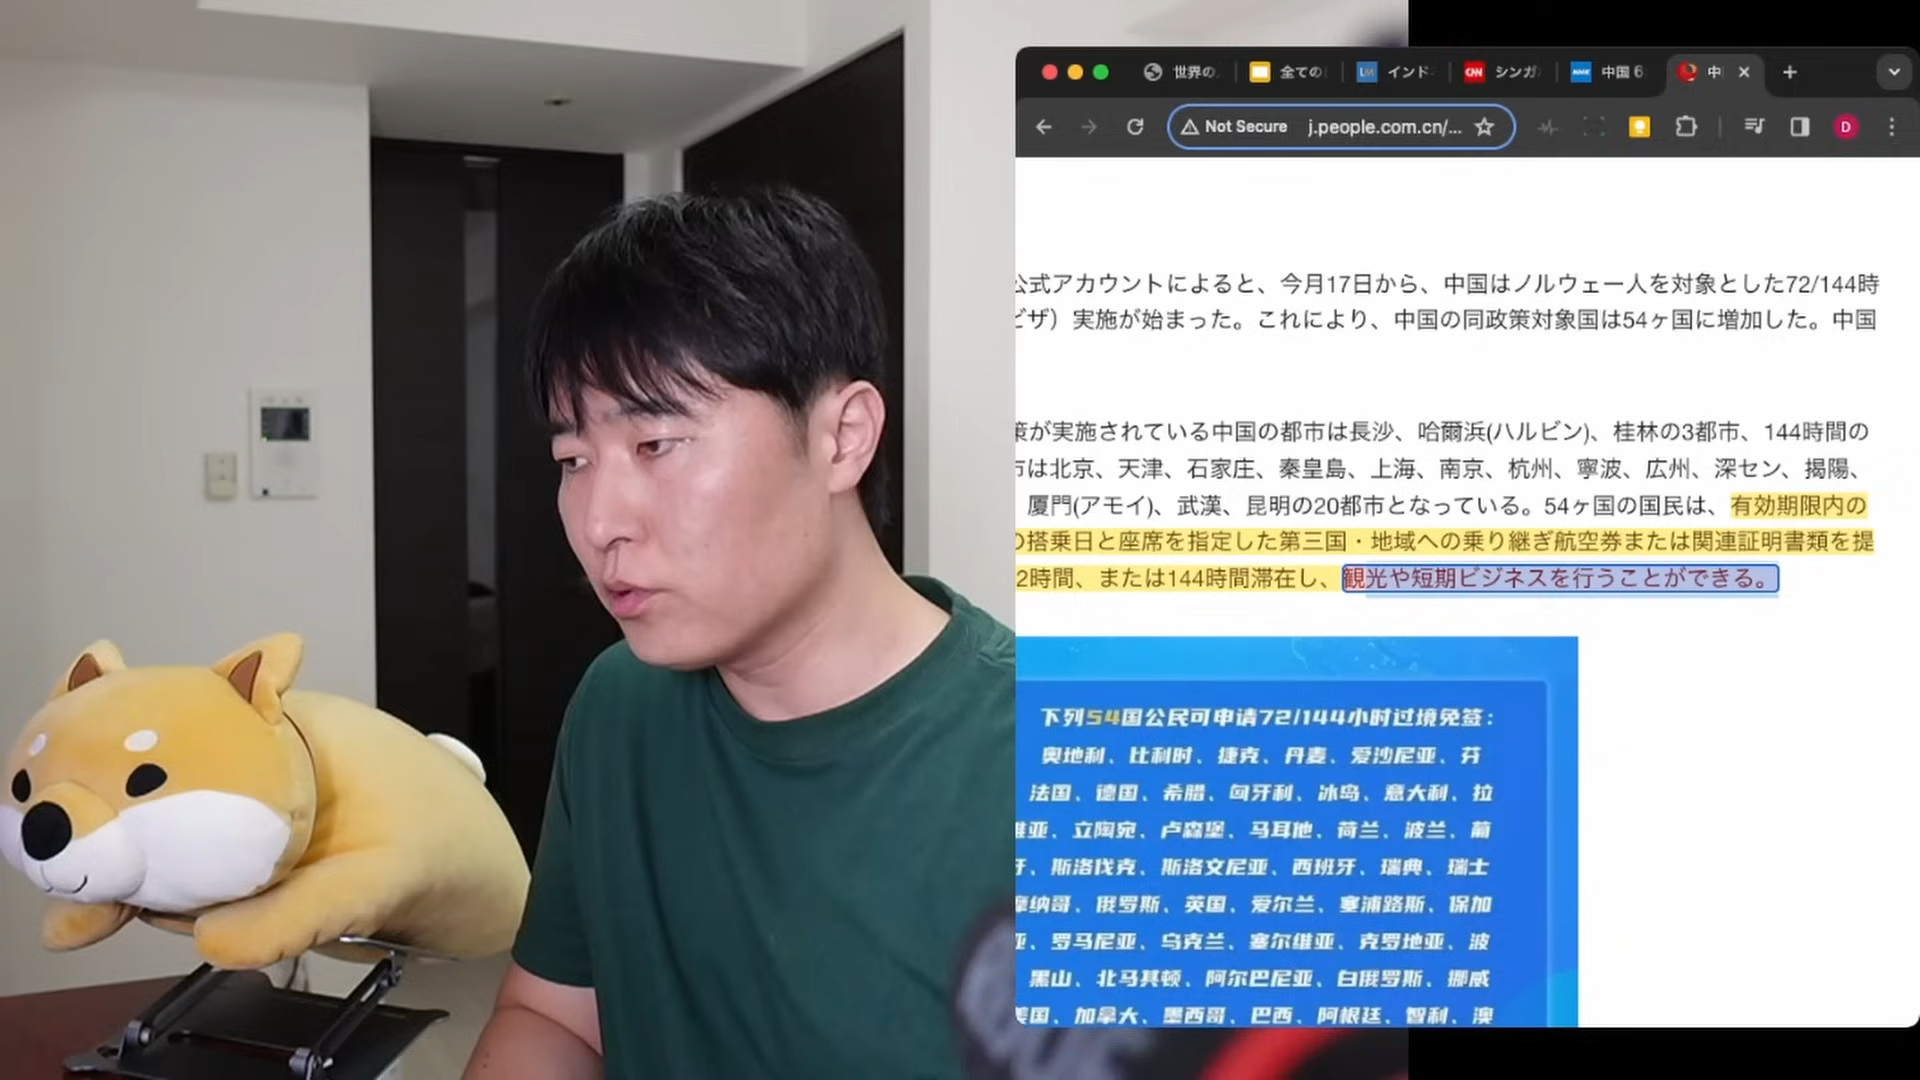 世界の
全ての
インド
シンガ
中国 6
中
Not Secure j.people.com.cn/...
D
公式アカウントによると、今月17日から、中国はノルウェー人を対象とした72/144時
ビザ）実施が始まった。これにより、中国の同政策対象国は54ヶ国に増加した。中国
策が実施されている中国の都市は長沙、哈爾浜(ハルビン)、桂林の3都市、144時間の
市は北京、天津、石家庄、秦皇島、上海、南京、杭州、寧波、広州、深セン、掲陽、
厦門(アモイ)、武漢、昆明の20都市となっている。54ヶ国の国民は、有効期限内の
の搭乗日と座席を指定した第三国・地域への乗り継ぎ航空券または関連証明書類を提
2時間、または144時間滞在し、観光や短期ビジネスを行うことができる。
下列54国公民可申请72/144小时过境免签：
奥地利、比利时、捷克、丹麦、爱沙尼亚、芬
法国、德国、希腊、匈牙利、冰岛、意大利、拉
维亚、立陶宛、卢森堡、马耳他、荷兰、波兰、葡
牙、斯洛伐克、斯洛文尼亚、西班牙、瑞典、瑞士
摩纳哥、俄罗斯、英国、爱尔兰、塞浦路斯、保加
亚、罗马尼亚、乌克兰、塞尔维亚、克罗地亚、波
黑山、北马其顿、阿尔巴尼亚、白俄罗斯、挪威
美国、加拿大、墨西哥、巴西、阿根廷、智利、澳